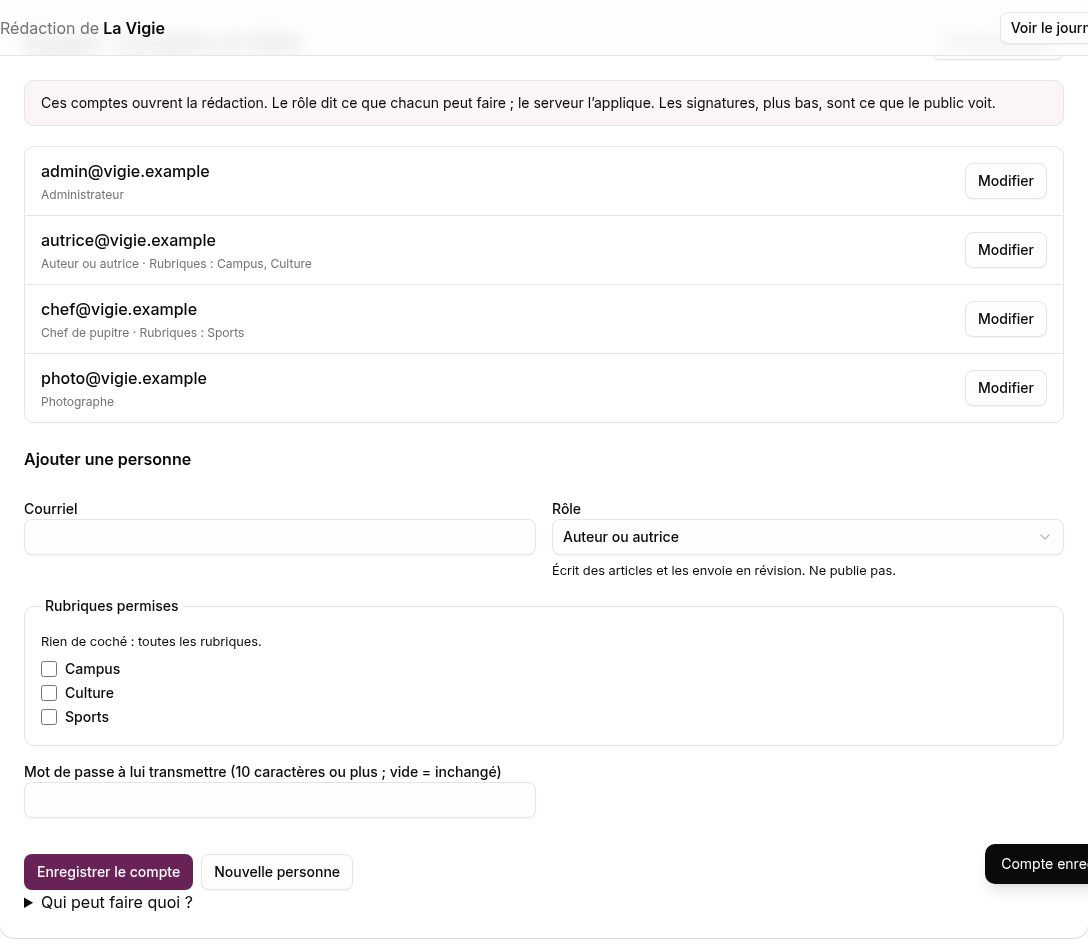 Rédaction de La Vigie
Voir le jour
Ces comptes ouvrent la rédaction. Le rôle dit ce que chacun peut faire ; le serveur l’applique. Les signatures, plus bas, sont ce que le public voit.
admin@vigie.example
Administrateur
Modifier
autrice@vigie.example
Auteur ou autrice · Rubriques : Campus, Culture
Modifier
chef@vigie.example
Chef de pupitre · Rubriques : Sports
Modifier
photo@vigie.example
Photographe
Modifier
Ajouter une personne
Courriel
Rôle
Auteur ou autrice
Écrit des articles et les envoie en révision. Ne publie pas.
Rubriques permises
Rien de coché : toutes les rubriques.
Campus
Culture
Sports
Mot de passe à lui transmettre (10 caractères ou plus ; vide = inchangé)
Enregistrer le compte
Nouvelle personne
Compte enre
Qui peut faire quoi ?